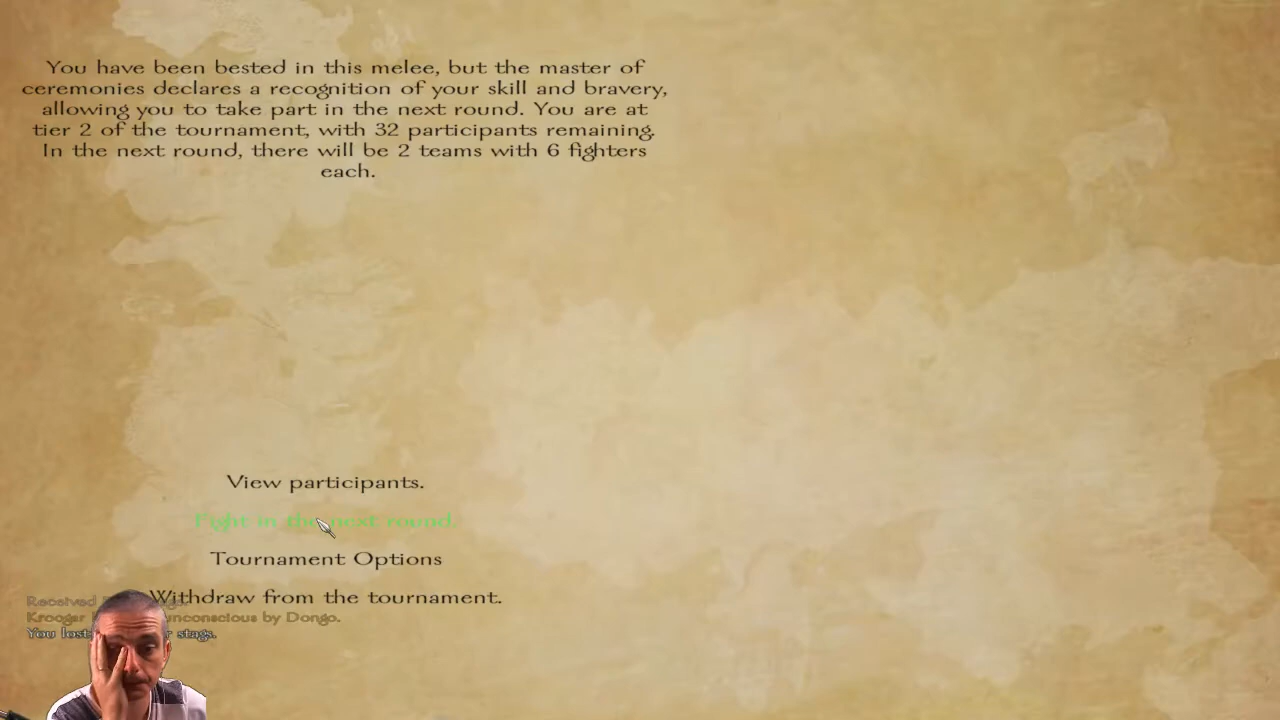 You have been bested in this melee, but the master of
ceremonies declares a recognition of your skill and bravery,
allowing you to take part in the next round. You are at
tier 2 of the tournament, with 32 participants remaining.
In the next round, there will be 2 teams with 6 fighters
each.
View participants.
Fight in the next round.
Tournament Options
Withdraw from the tournament.
Received
Kroogar unconscious by Dongo.
You lost stags.